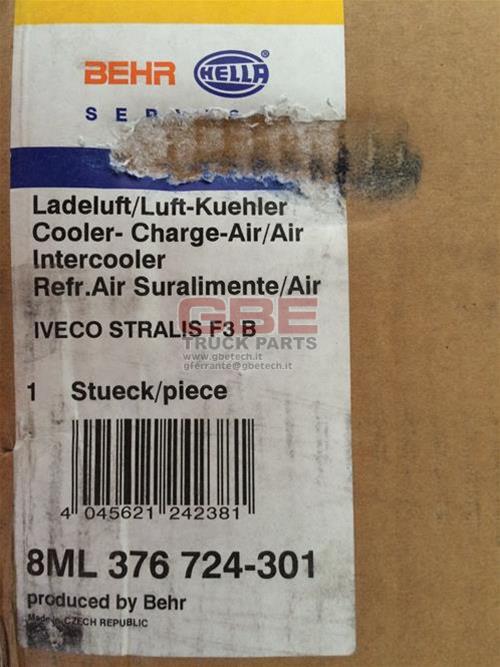 BEHR HELLA
Ladeluft/Luft-Kuehler
Cooler- Charge-Air/Air
Intercooler
Refr.Air Suralimente/Air
IVECO STRALIS F3 B
GBE
TRUCK PARTS
www.gbetech.it
gferrante@gbetech.it
1 Stueck/piece
4 045621 242381
8ML 376 724-301
produced by Behr
Made in CZECH REPUBLIC